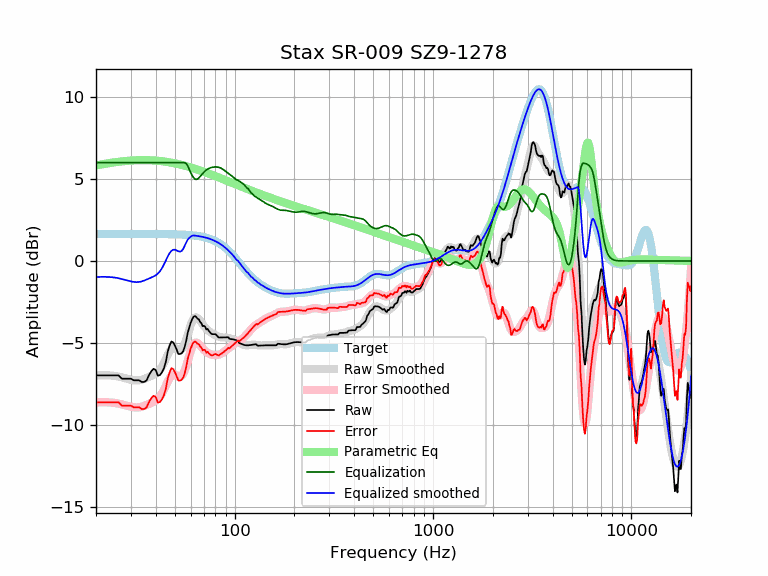 Stax SR-009 SZ9-1278
Amplitude (dBr)
10
5
0
−5
−10
−15
Target
Raw Smoothed
Error Smoothed
Raw
Error
Parametric Eq
Equalization
Equalized smoothed
100 1000 10000
Frequency (Hz)